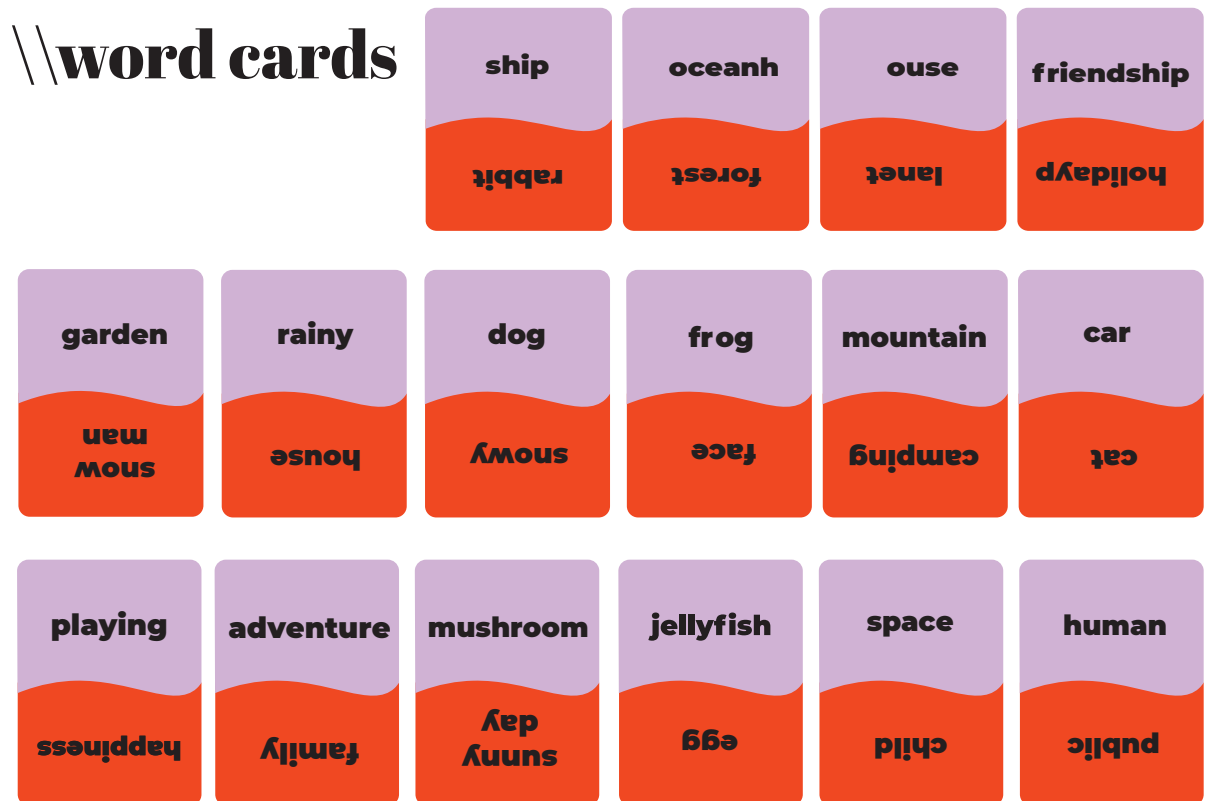 \\word cards
ship
rabbit
oceanh
forest
ouse
lanet
friendship
holidayp
garden
snow
man
rainy
house
dog
snowy
frog
face
mountain
camping
car
cat
playing
happiness
adventure
family
mushroom
sunny
day
jellyfish
egg
space
child
human
public